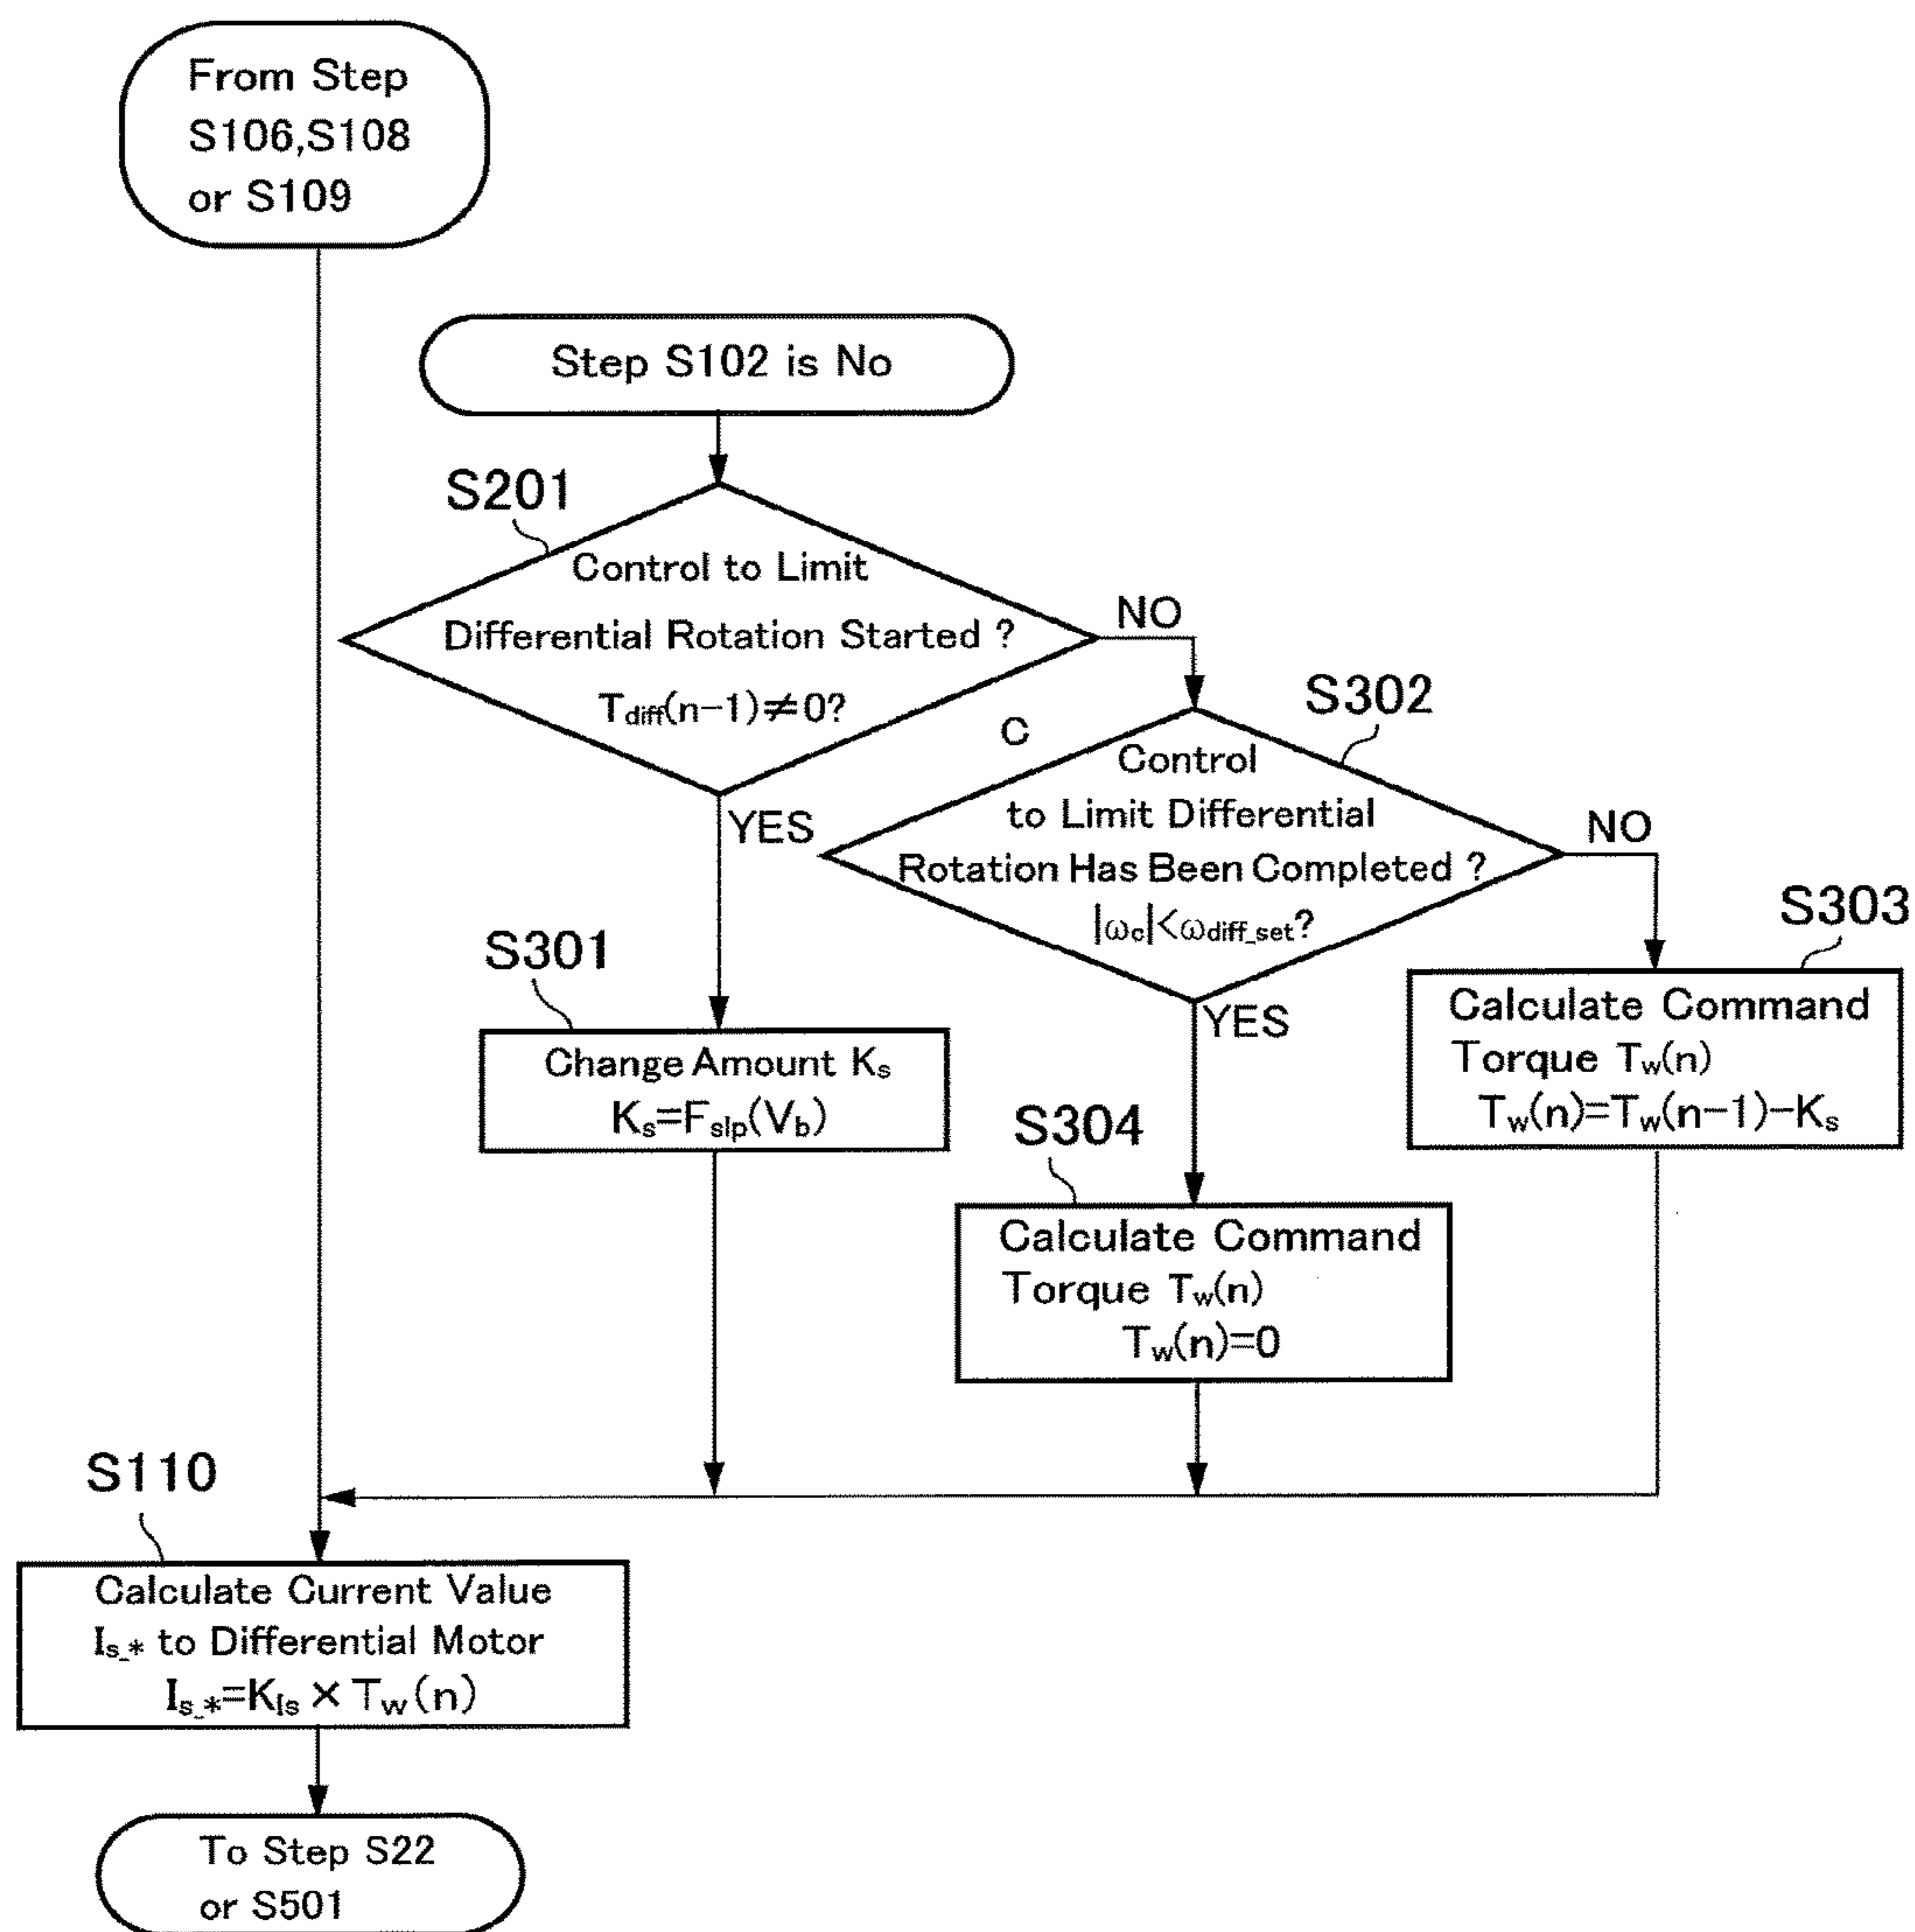 From Step
S106,S108
or S109
Step S102 is No
S201
Control to Limit
Differential Rotation Started ?
Tdiff(n-1)≠0?
NO
YES
C
S302
Control
to Limit Differential
Rotation Has Been Completed ?
|ωc|<ωdiff_set?
NO
YES
S303
Calculate Command
Torque Tw(n)
Tw(n)=Tw(n-1)-Ks
S301
Change Amount Ks
Ks=Fslp(Vb)
S304
Calculate Command
Torque Tw(n)
Tw(n)=0
S110
Calculate Current Value
Is_* to Differential Motor
Is_*=KIs × Tw(n)
To Step S22
or S501